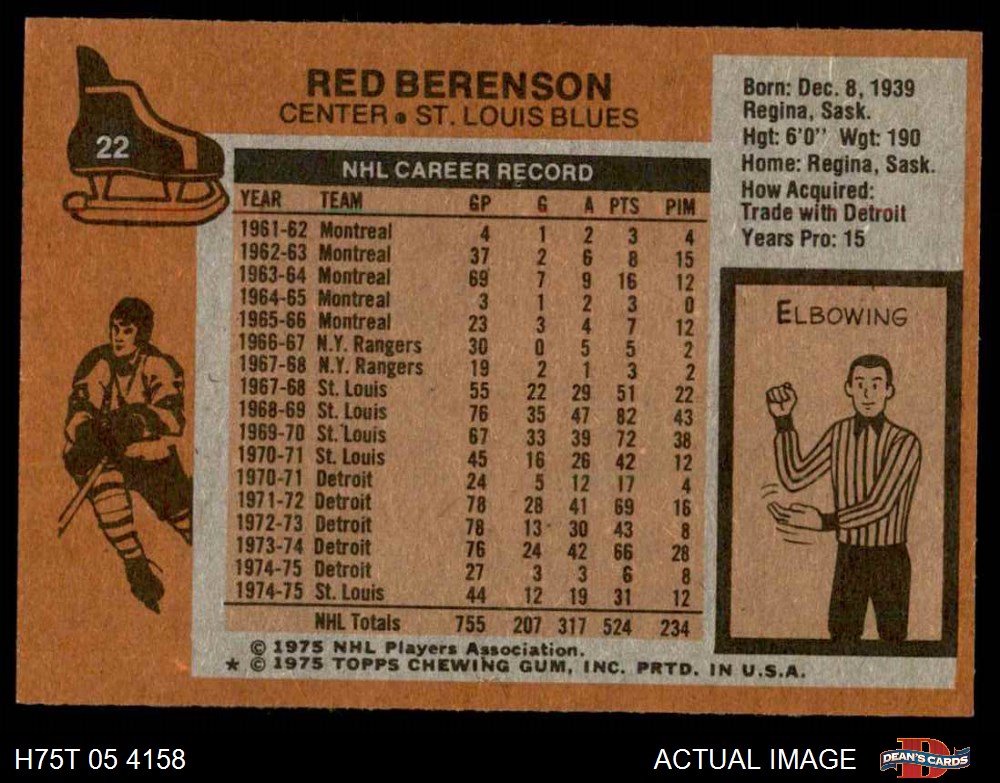 22
RED BERENSON
CENTER • ST. LOUIS BLUES
NHL CAREER RECORD
YEAR TEAM GP G A PTS PIM
1961-62 Montreal 4 1 2 3 4
1962-63 Montreal 37 2 6 8 15
1963-64 Montreal 69 7 9 16 12
1964-65 Montreal 3 1 2 3 0
1965-66 Montreal 23 3 4 7 12
1966-67 N.Y. Rangers 30 0 5 5 2
1967-68 N.Y. Rangers 19 2 1 3 2
1967-68 St. Louis 55 22 29 51 22
1968-69 St. Louis 76 35 47 82 43
1969-70 St. Louis 67 33 39 72 38
1970-71 St. Louis 45 16 26 42 12
1970-71 Detroit 24 5 12 17 4
1971-72 Detroit 78 28 41 69 16
1972-73 Detroit 78 13 30 43 8
1973-74 Detroit 76 24 42 66 28
1974-75 Detroit 27 3 3 6 8
1974-75 St. Louis 44 12 19 31 12
NHL Totals 755 207 317 524 234
© 1975 NHL Players Association.
★ © 1975 TOPPS CHEWING GUM, INC. PRTD. IN U.S.A.
Born: Dec. 8, 1939
Regina, Sask.
Hgt: 6'0" Wgt: 190
Home: Regina, Sask.
How Acquired:
Trade with Detroit
Years Pro: 15
ELBOWING
H75T 05 4158
ACTUAL IMAGE
D
DEAN'S CARDS